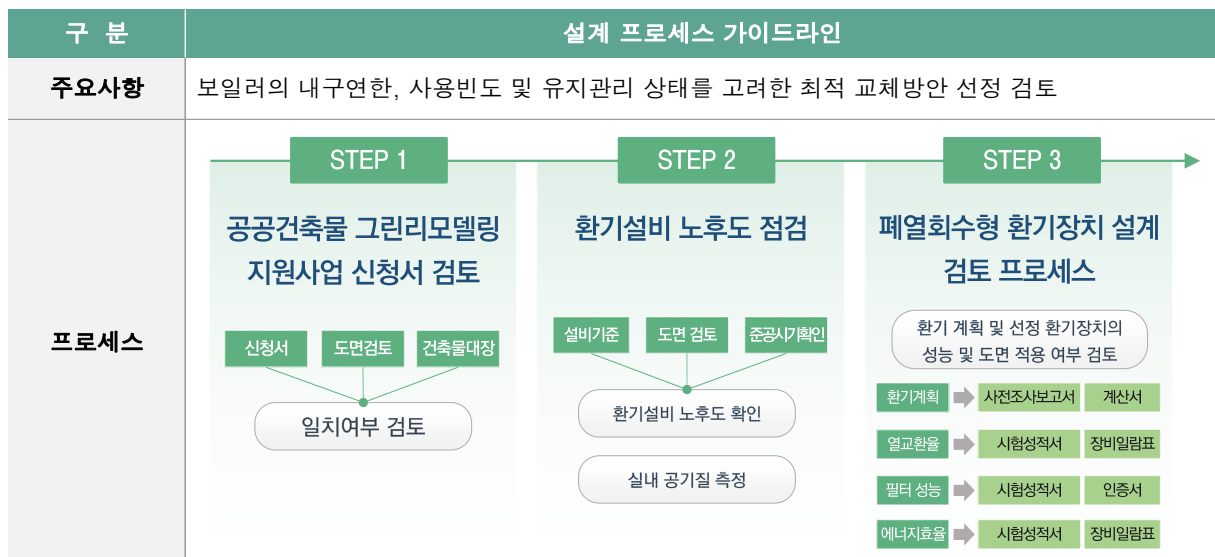 구 분
설계 프로세스 가이드라인
주요사항
보일러의 내구연한, 사용빈도 및 유지관리 상태를 고려한 최적 교체방안 선정 검토
프로세스
STEP 1
공공건축물 그린리모델링
지원사업 신청서 검토
신청서
도면검토
건축물대장
일치여부 검토
STEP 2
환기설비 노후도 점검
설비기준
도면 검토
준공시기확인
환기설비 노후도 확인
실내 공기질 측정
STEP 3
폐열회수형 환기장치 설계
검토 프로세스
환기 계획 및 선정 환기장치의
성능 및 도면 적용 여부 검토
환기계획
사전조사보고서
계산서
열교환율
시험성적서
장비일람표
필터 성능
시험성적서
인증서
에너지효율
시험성적서
장비일람표